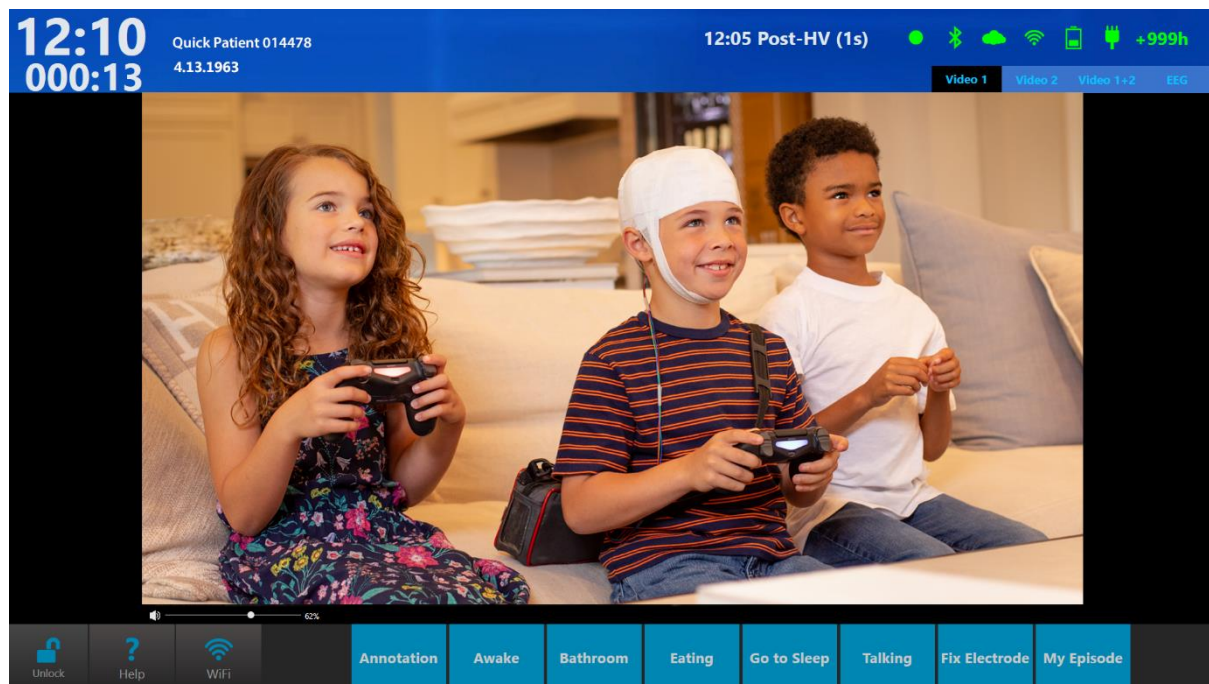 12:10
000:13
Quick Patient 014478
4.13.1963
12:05 Post-HV (1s)
+999h
Video 1
Video 2
Video 1+2
EEG
62%
Unlock
? Help
WiFi
Annotation
Awake
Bathroom
Eating
Go to Sleep
Talking
Fix Electrode
My Episode